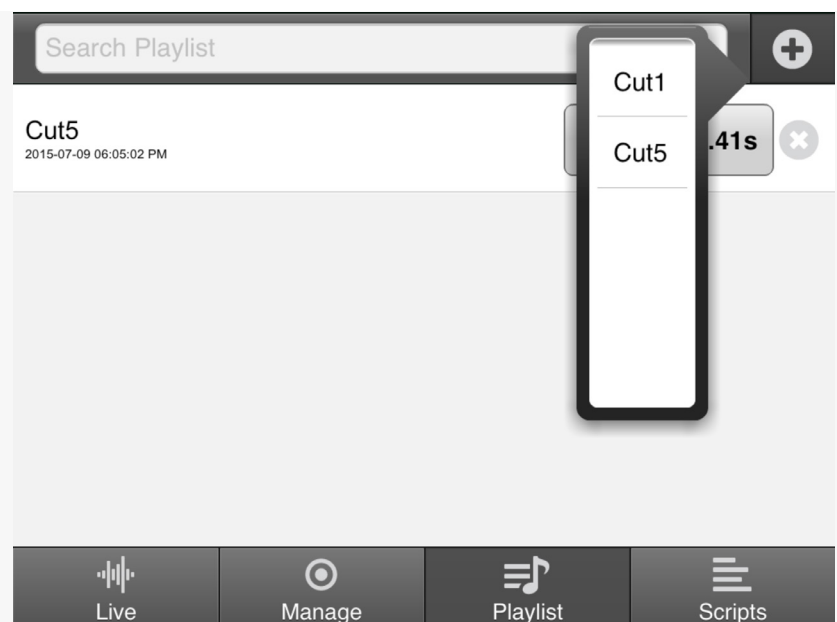 Search Playlist
Cut1
Cut5
2015-07-09 06:05:02 PM
.41s
Cut5
Live
Manage
Playlist
Scripts